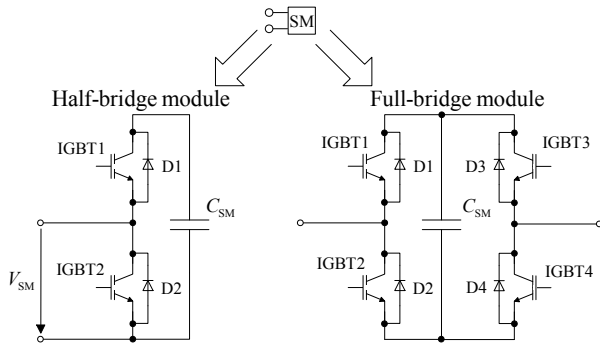 SM
Half-bridge module
IGBT1
D1
C_SM
V_SM
IGBT2
D2
Full-bridge module
IGBT1
D1
D3
IGBT3
C_SM
IGBT2
D2
D4
IGBT4